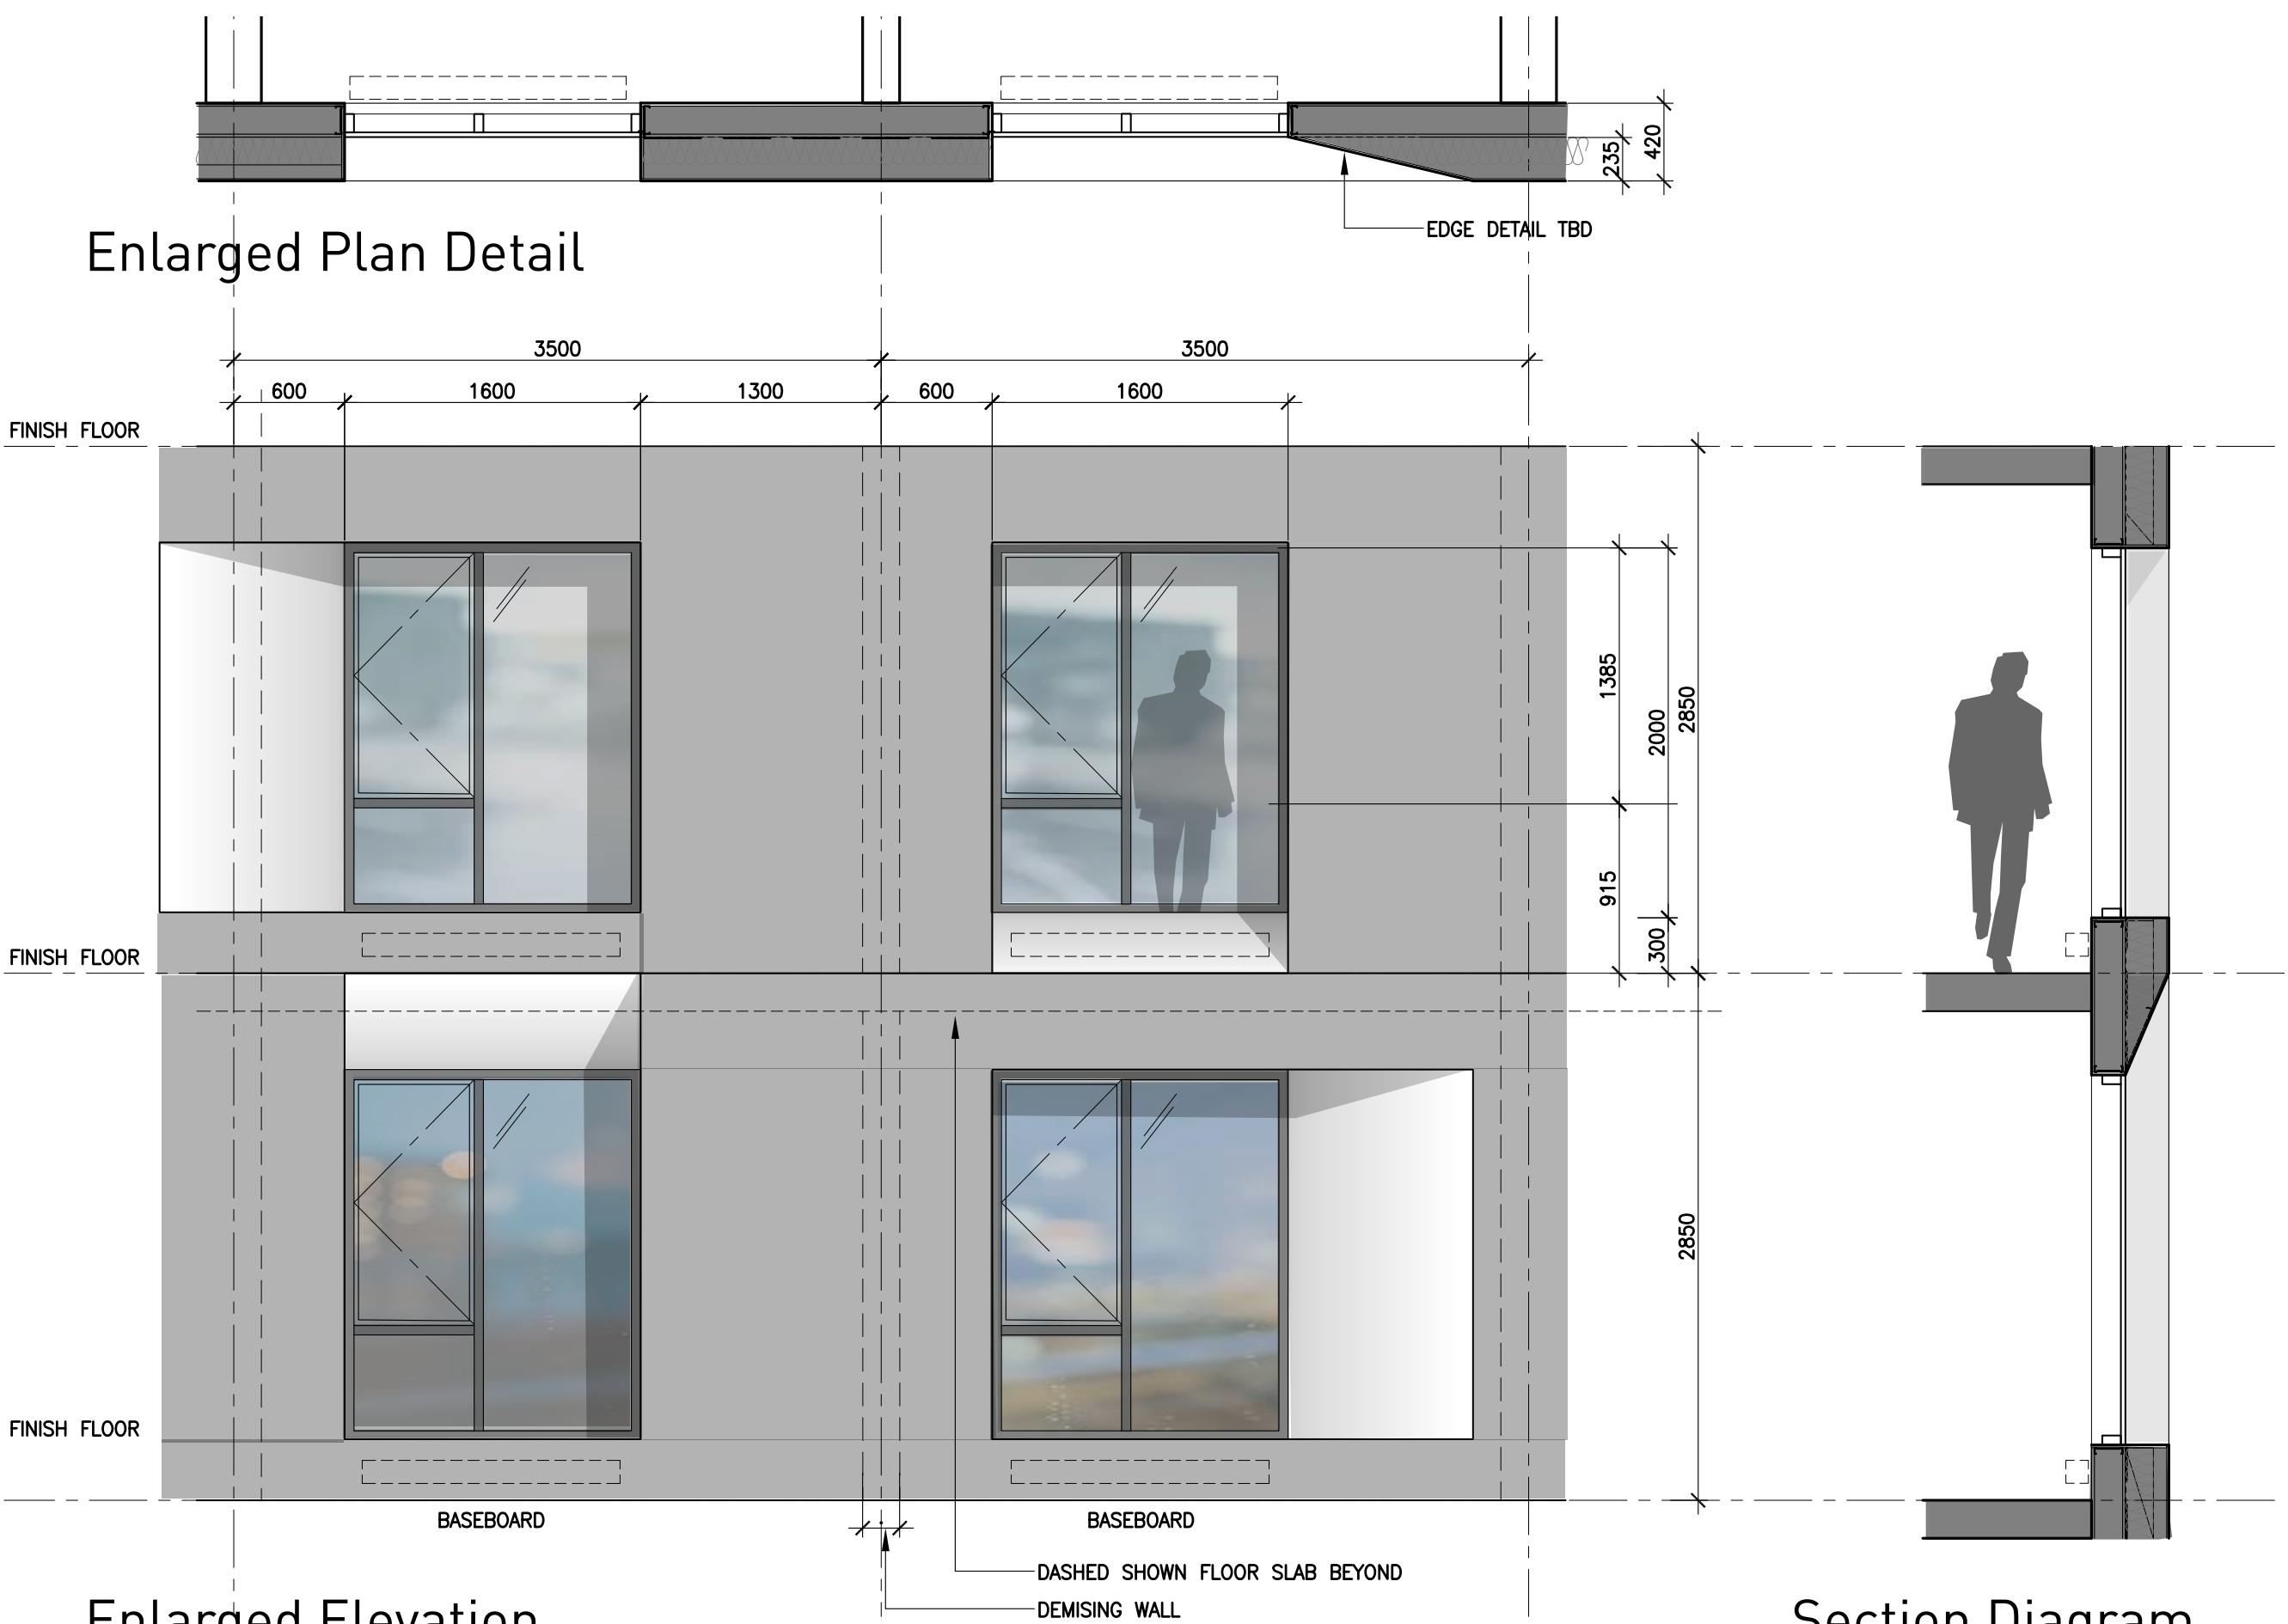 420
235
EDGE DETAIL TBD
Enlarged Plan Detail
3500 3500
600 1600 1300 600 1600
FINISH FLOOR
1385
2850
2000
915
300
FINISH FLOOR
2850
FINISH FLOOR
BASEBOARD BASEBOARD
DASHED SHOWN FLOOR SLAB BEYOND
DEMISING WALL
Enlarged Elevation Section Diagram